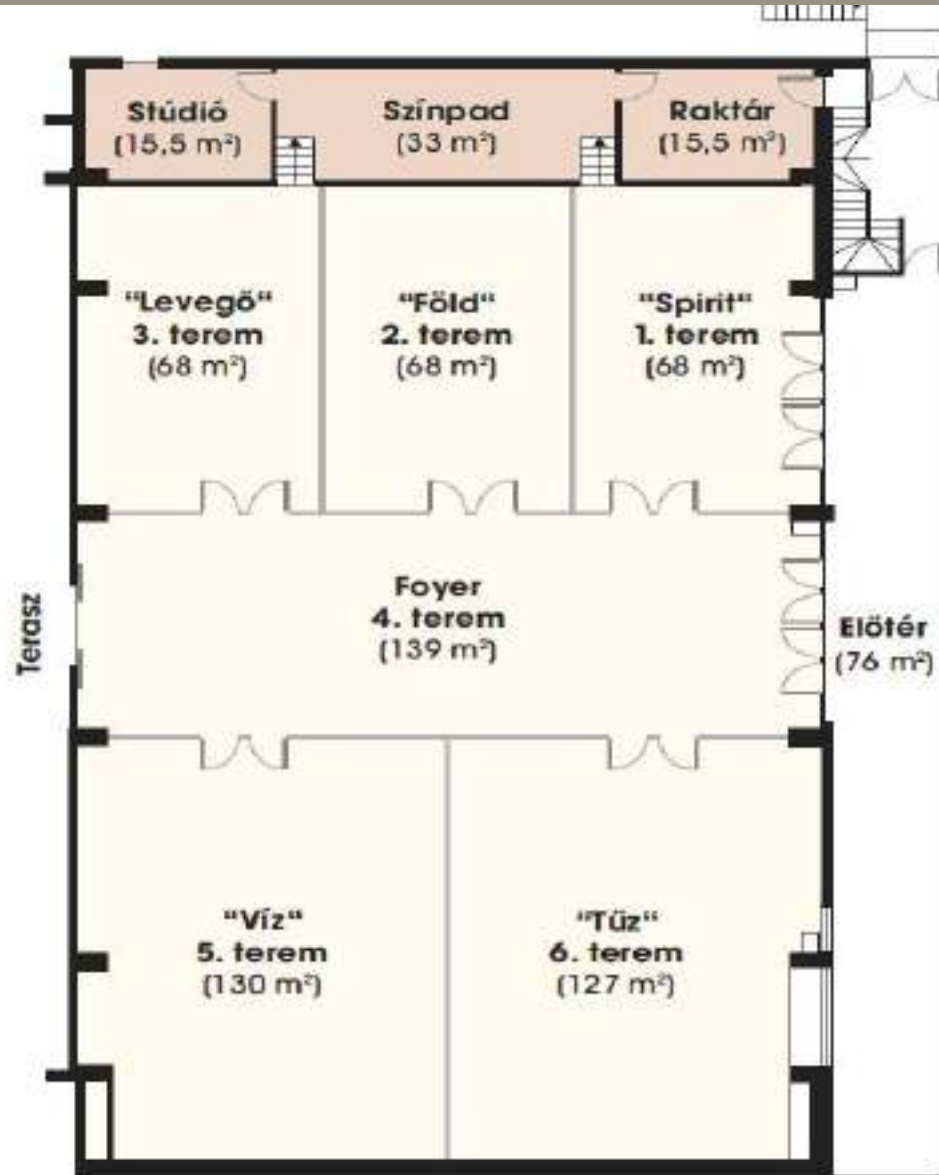 Stúdió
(15,5 m²)
Színpad
(33 m²)
Raktár
(15,5 m²)
“Levegő“
3. terem
(68 m²)
“Föld“
2. terem
(68 m²)
“Spirit“
1. terem
(68 m²)
Terasz
Foyer
4. terem
(139 m²)
Előtér
(76 m²)
“Víz“
5. terem
(130 m²)
“Tűz“
6. terem
(127 m²)